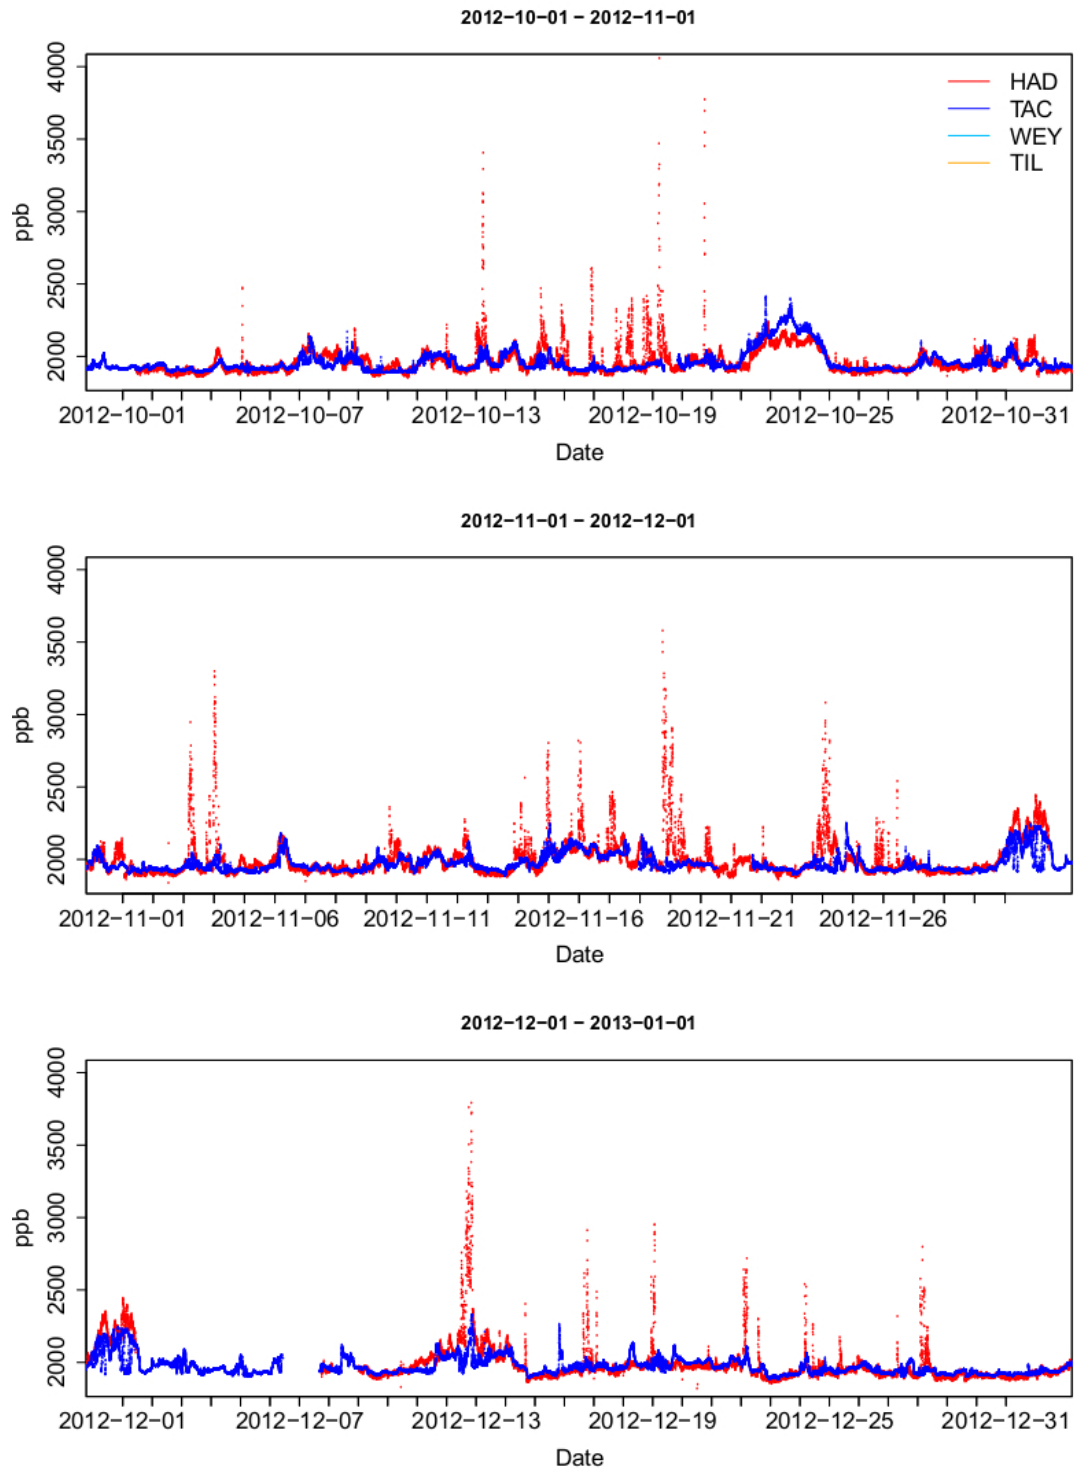 2012−10−01 − 2012−11−01
4000
3500
3000
2500
2000
ppb
HAD
TAC
WEY
TIL
2012−10−01 2012−10−07 2012−10−13 2012−10−19 2012−10−25 2012−10−31
Date
2012−11−01 − 2012−12−01
4000
3500
3000
2500
2000
ppb
2012−11−01 2012−11−06 2012−11−11 2012−11−16 2012−11−21 2012−11−26
Date
2012−12−01 − 2013−01−01
4000
3500
3000
2500
2000
ppb
2012−12−01 2012−12−07 2012−12−13 2012−12−19 2012−12−25 2012−12−31
Date